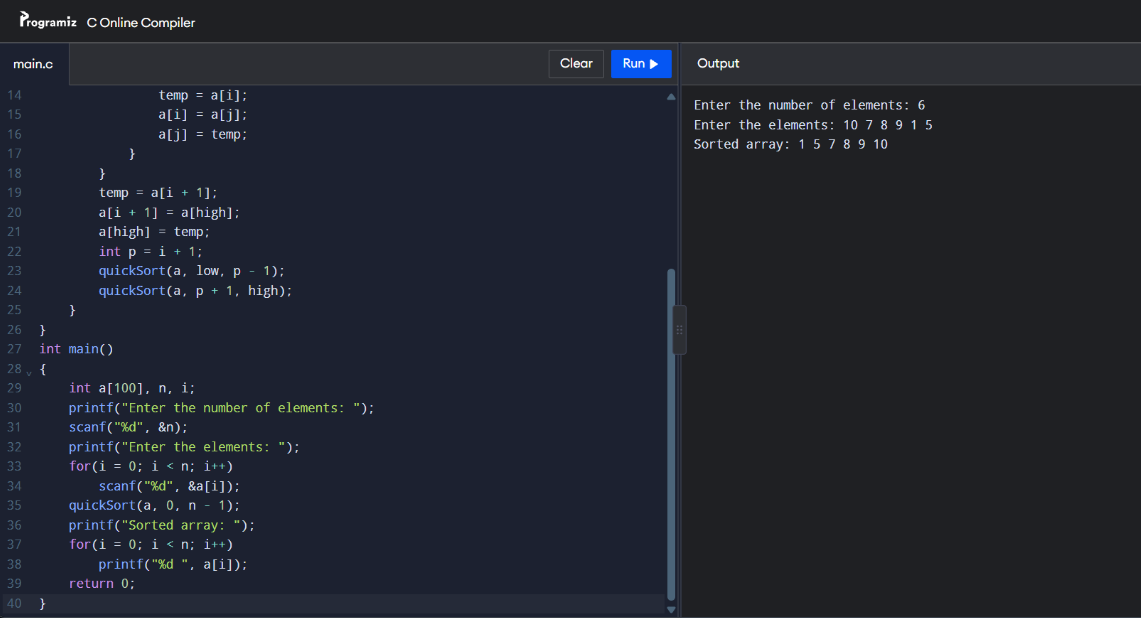 Programiz C Online Compiler
main.c
Clear
Run
Output
14 temp = a[i];
15 a[i] = a[j];
16 a[j] = temp;
17 }
18 }
19 temp = a[i + 1];
20 a[i + 1] = a[high];
21 a[high] = temp;
22 int p = i + 1;
23 quickSort(a, low, p - 1);
24 quickSort(a, p + 1, high);
25 }
26 }
27 int main()
28 {
29 int a[100], n, i;
30 printf("Enter the number of elements: ");
31 scanf("%d", &n);
32 printf("Enter the elements: ");
33 for(i = 0; i < n; i++)
34 scanf("%d", &a[i]);
35 quickSort(a, 0, n - 1);
36 printf("Sorted array: ");
37 for(i = 0; i < n; i++)
38 printf("%d ", a[i]);
39 return 0;
40 }
Enter the number of elements: 6
Enter the elements: 10 7 8 9 1 5
Sorted array: 1 5 7 8 9 10